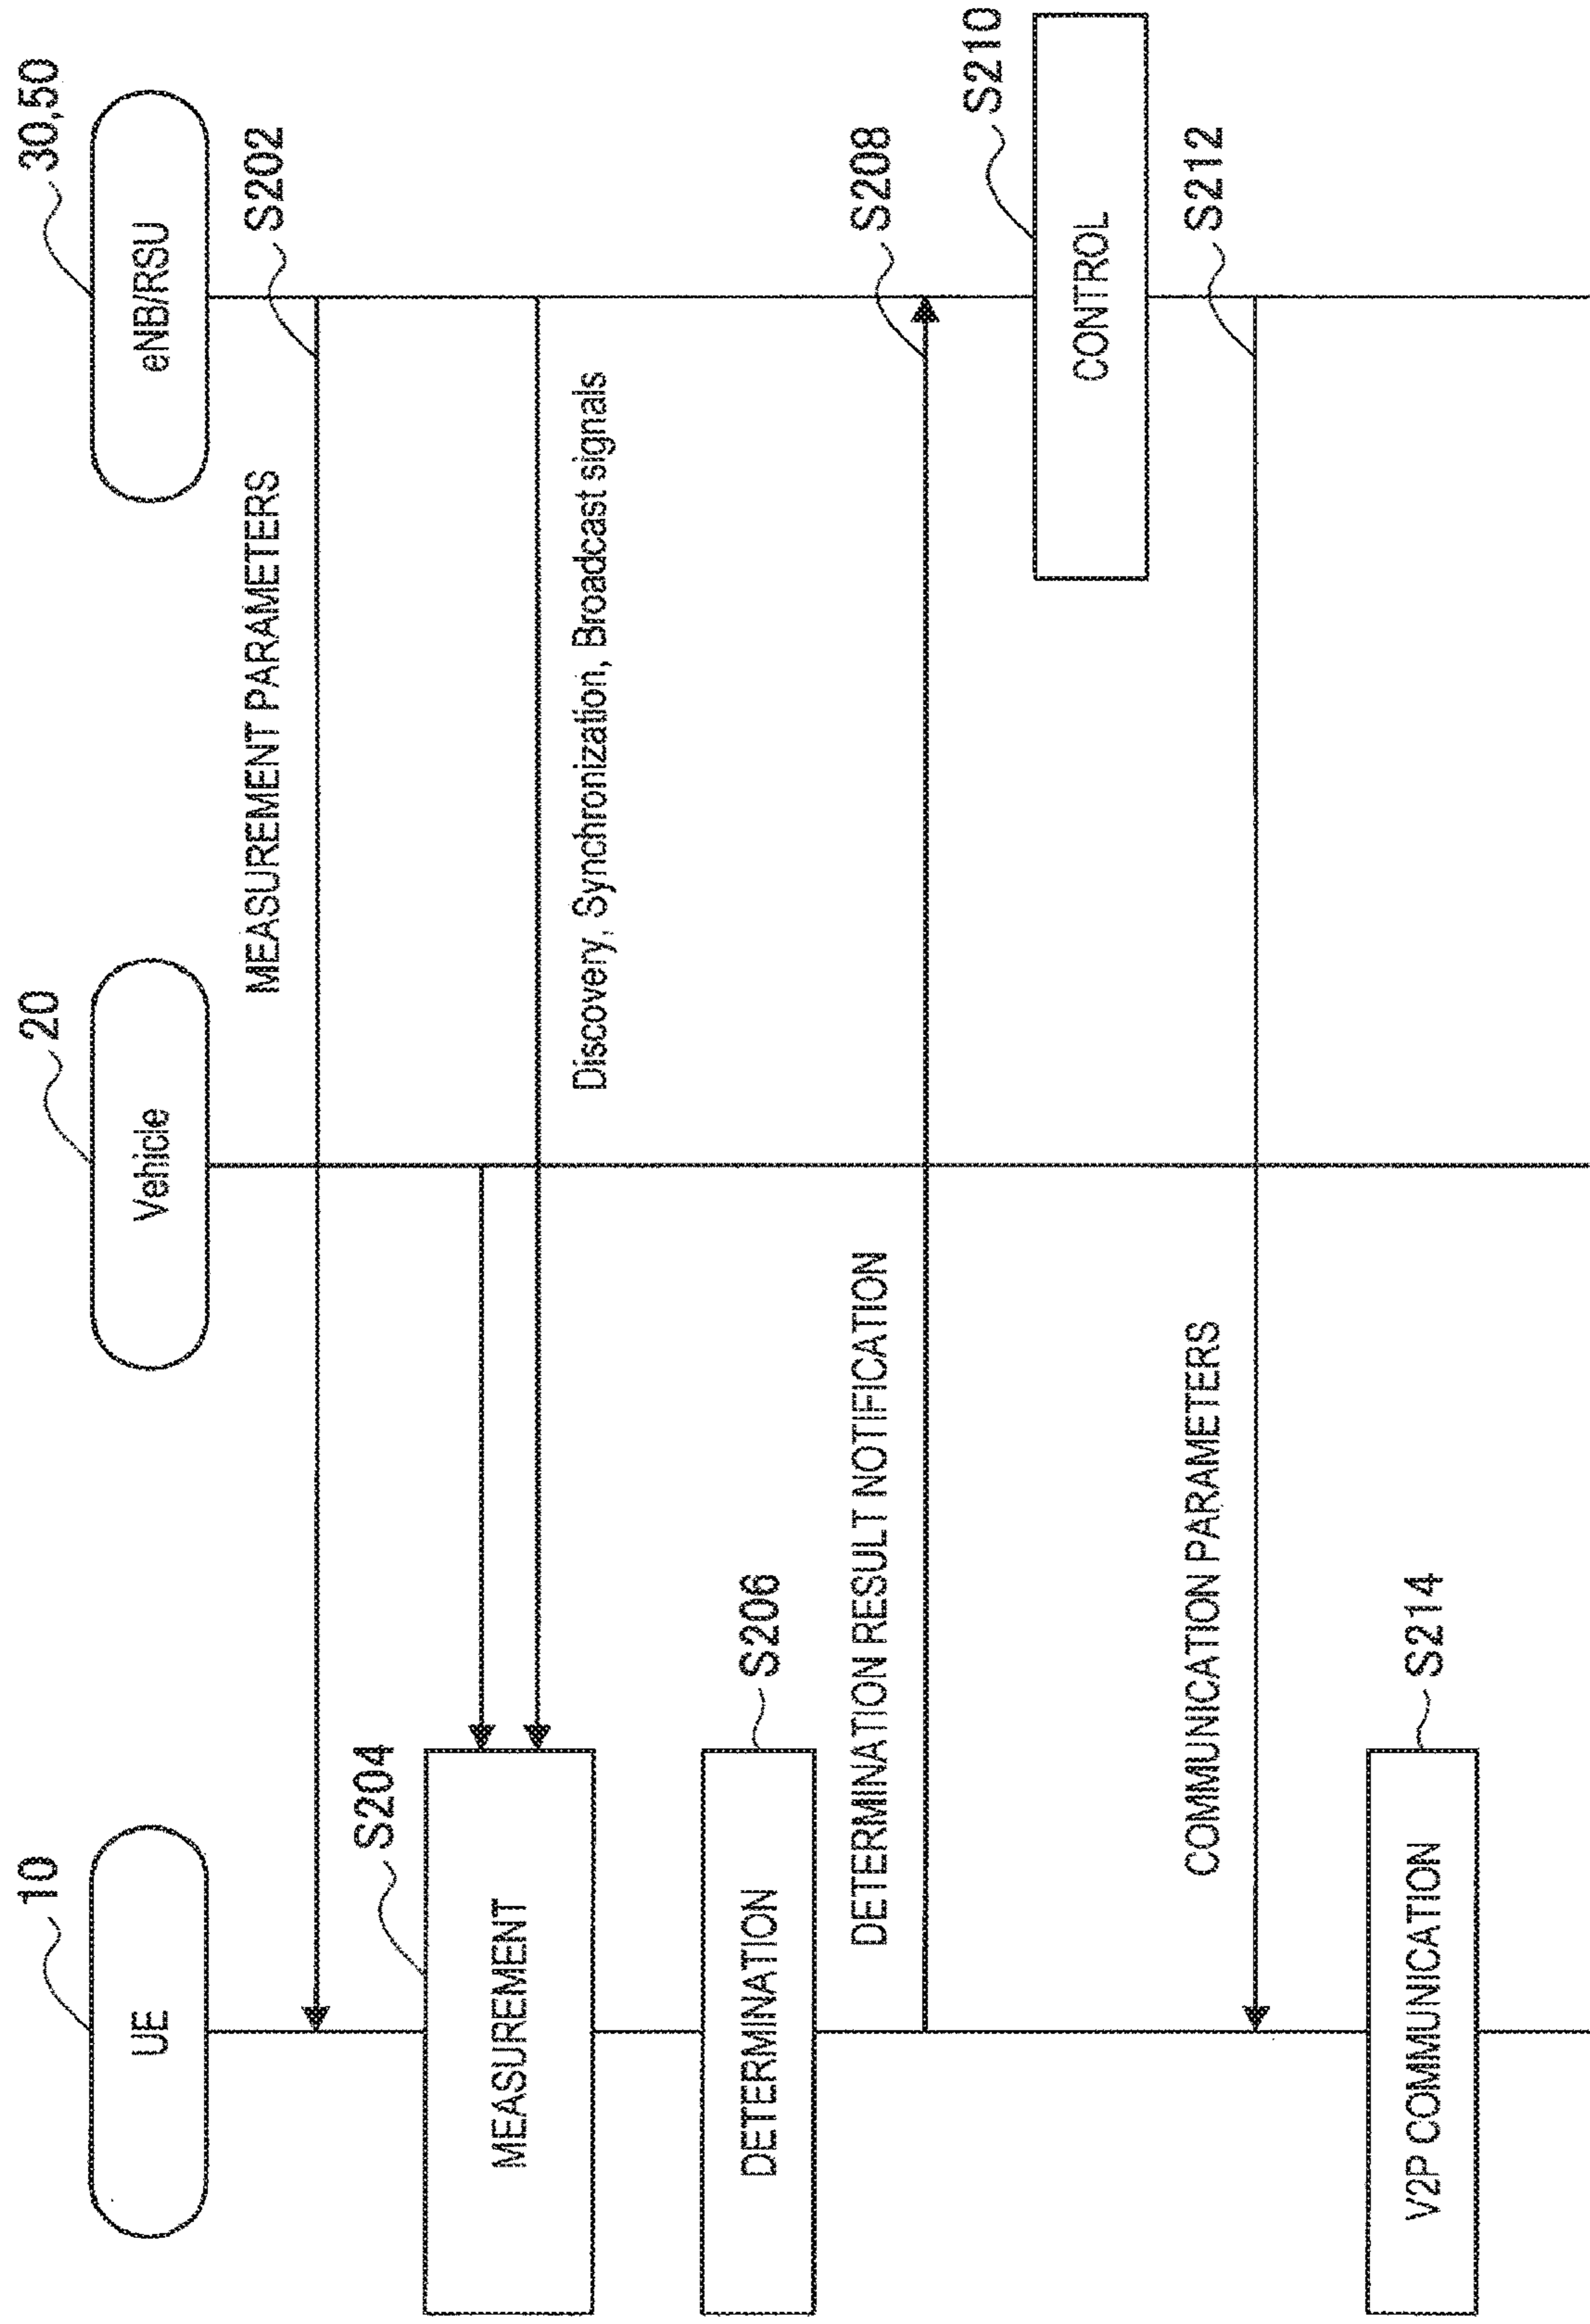 10
20
30,50
UE
Vehicle
eNB/RSU
MEASUREMENT PARAMETERS
S202
S204
MEASUREMENT
Discovery, Synchronization, Broadcast signals
S206
DETERMINATION
DETERMINATION RESULT NOTIFICATION
S208
S210
CONTROL
COMMUNICATION PARAMETERS
S212
S214
V2P COMMUNICATION